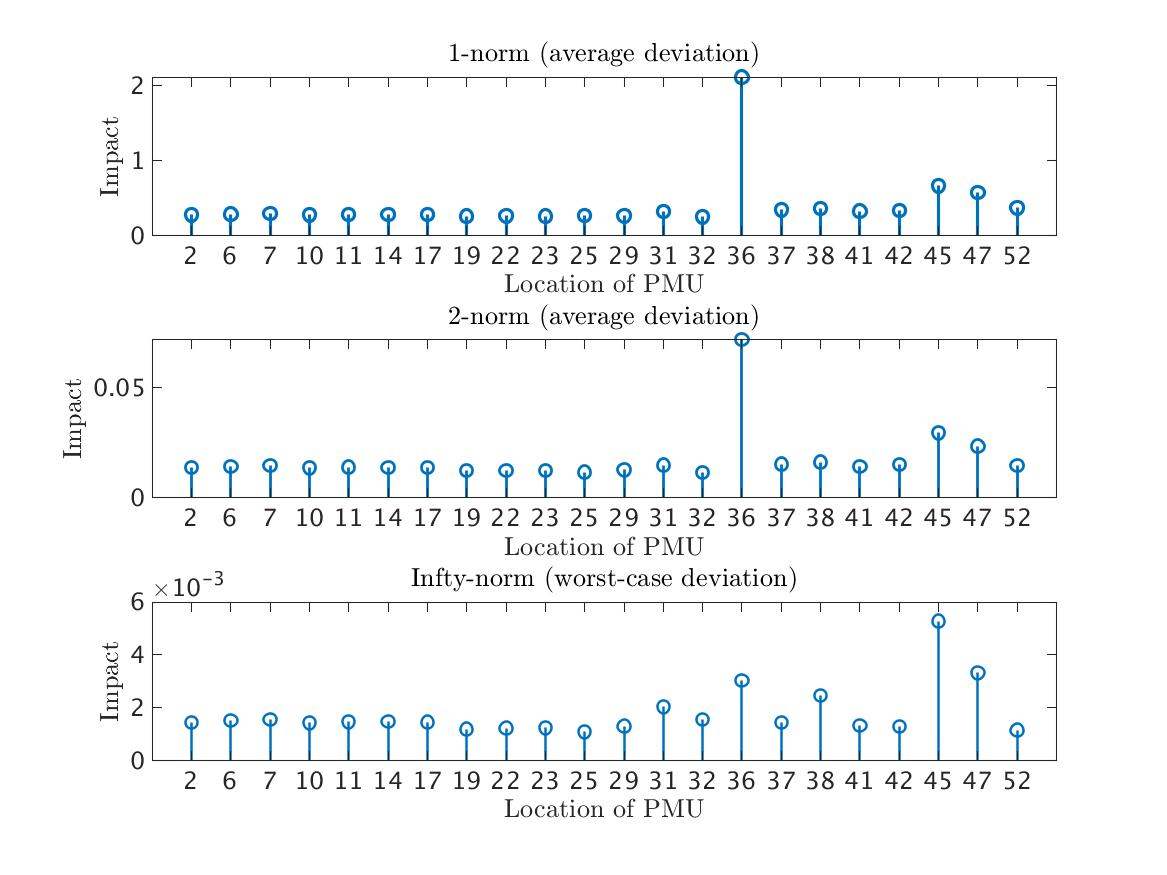 1-norm (average deviation)
Impact
2
1
0
2 6 7 10 11 14 17 19 22 23 25 29 31 32 36 37 38 41 42 45 47 52
Location of PMU
2-norm (average deviation)
Impact
0.05
0
2 6 7 10 11 14 17 19 22 23 25 29 31 32 36 37 38 41 42 45 47 52
Location of PMU
Infty-norm (worst-case deviation)
×10⁻³
Impact
6
4
2
0
2 6 7 10 11 14 17 19 22 23 25 29 31 32 36 37 38 41 42 45 47 52
Location of PMU